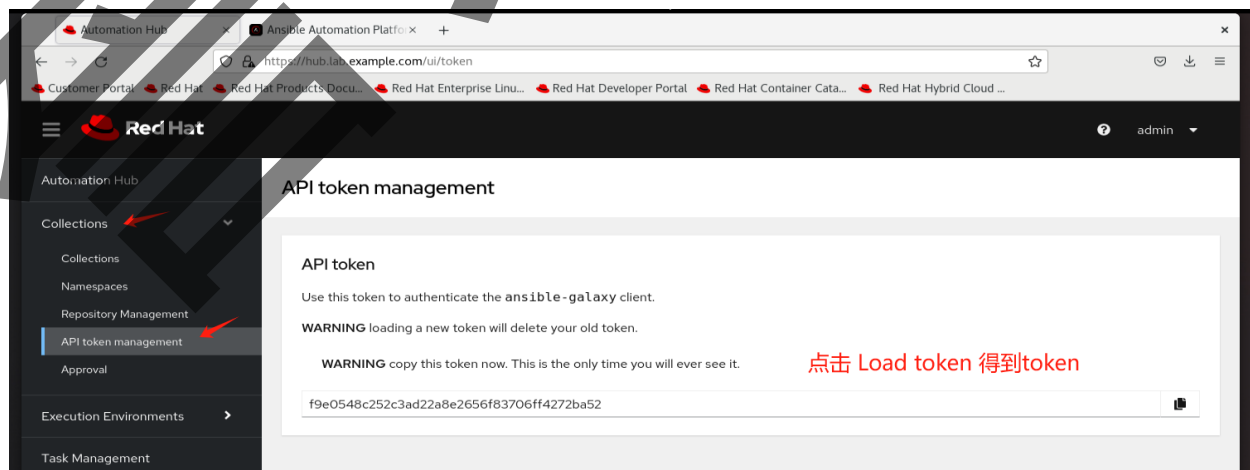 Automation Hub × Ansible Automation Platfo × + ×
https://hub.lab.example.com/ui/token
Customer Portal Red Hat Red Hat Products Docu... Red Hat Enterprise Linu... Red Hat Developer Portal Red Hat Container Cata... Red Hat Hybrid Cloud ...
Red Hat
admin
Automation Hub
API token management
Collections
Collections
Namespaces
Repository Management
API token management
Approval
Execution Environments
Task Management
API token
Use this token to authenticate the ansible-galaxy client.
WARNING loading a new token will delete your old token.
WARNING copy this token now. This is the only time you will ever see it.
点击 Load token 得到token
f9e0548c252c3ad22a8e2656f83706ff4272ba52